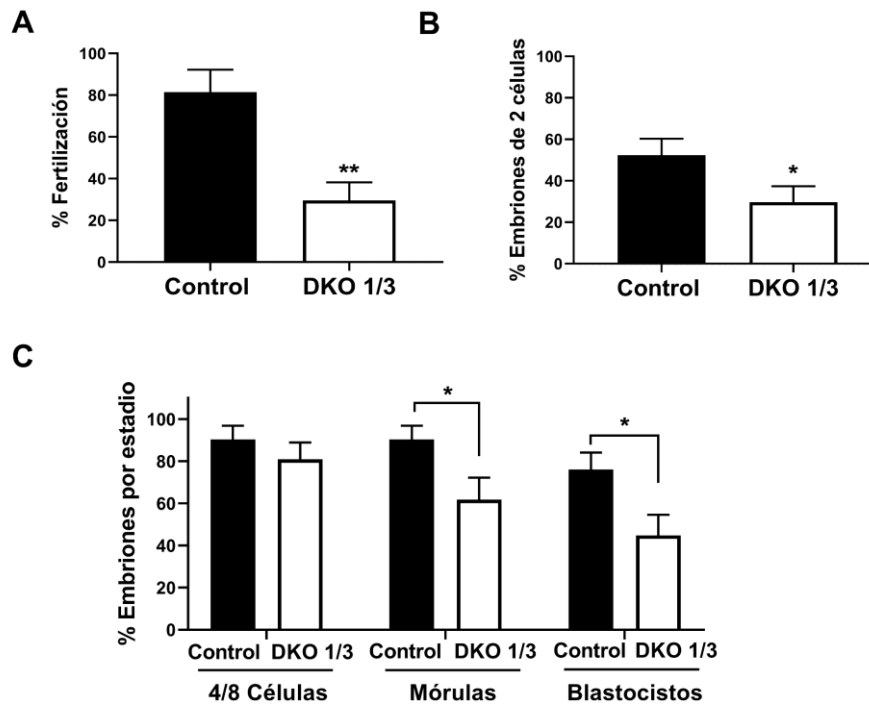 A
% Fertilización
100
80
60
40
20
0
**
Control DKO 1/3
B
% Embriones de 2 células
100
80
60
40
20
0
*
Control DKO 1/3
C
% Embriones por estadio
100
80
60
40
20
0
*
*
Control DKO 1/3 Control DKO 1/3 Control DKO 1/3
4/8 Células Mórulas Blastocistos